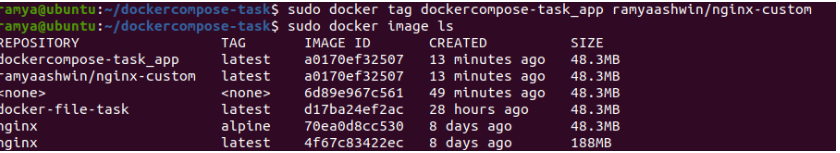 ramya@ubuntu:~/dockercompose-task$ sudo docker tag dockercompose-task_app ramyaashwin/nginx-custom
ramya@ubuntu:~/dockercompose-task$ sudo docker image ls
REPOSITORY TAG IMAGE ID CREATED SIZE
dockercompose-task_app latest a0170ef32507 13 minutes ago 48.3MB
ramyaashwin/nginx-custom latest a0170ef32507 13 minutes ago 48.3MB
<none> <none> 6d89e967c561 49 minutes ago 48.3MB
docker-file-task latest d17ba24ef2ac 28 hours ago 48.3MB
nginx alpine 70ea0d8cc530 8 days ago 48.3MB
nginx latest 4f67c83422ec 8 days ago 188MB